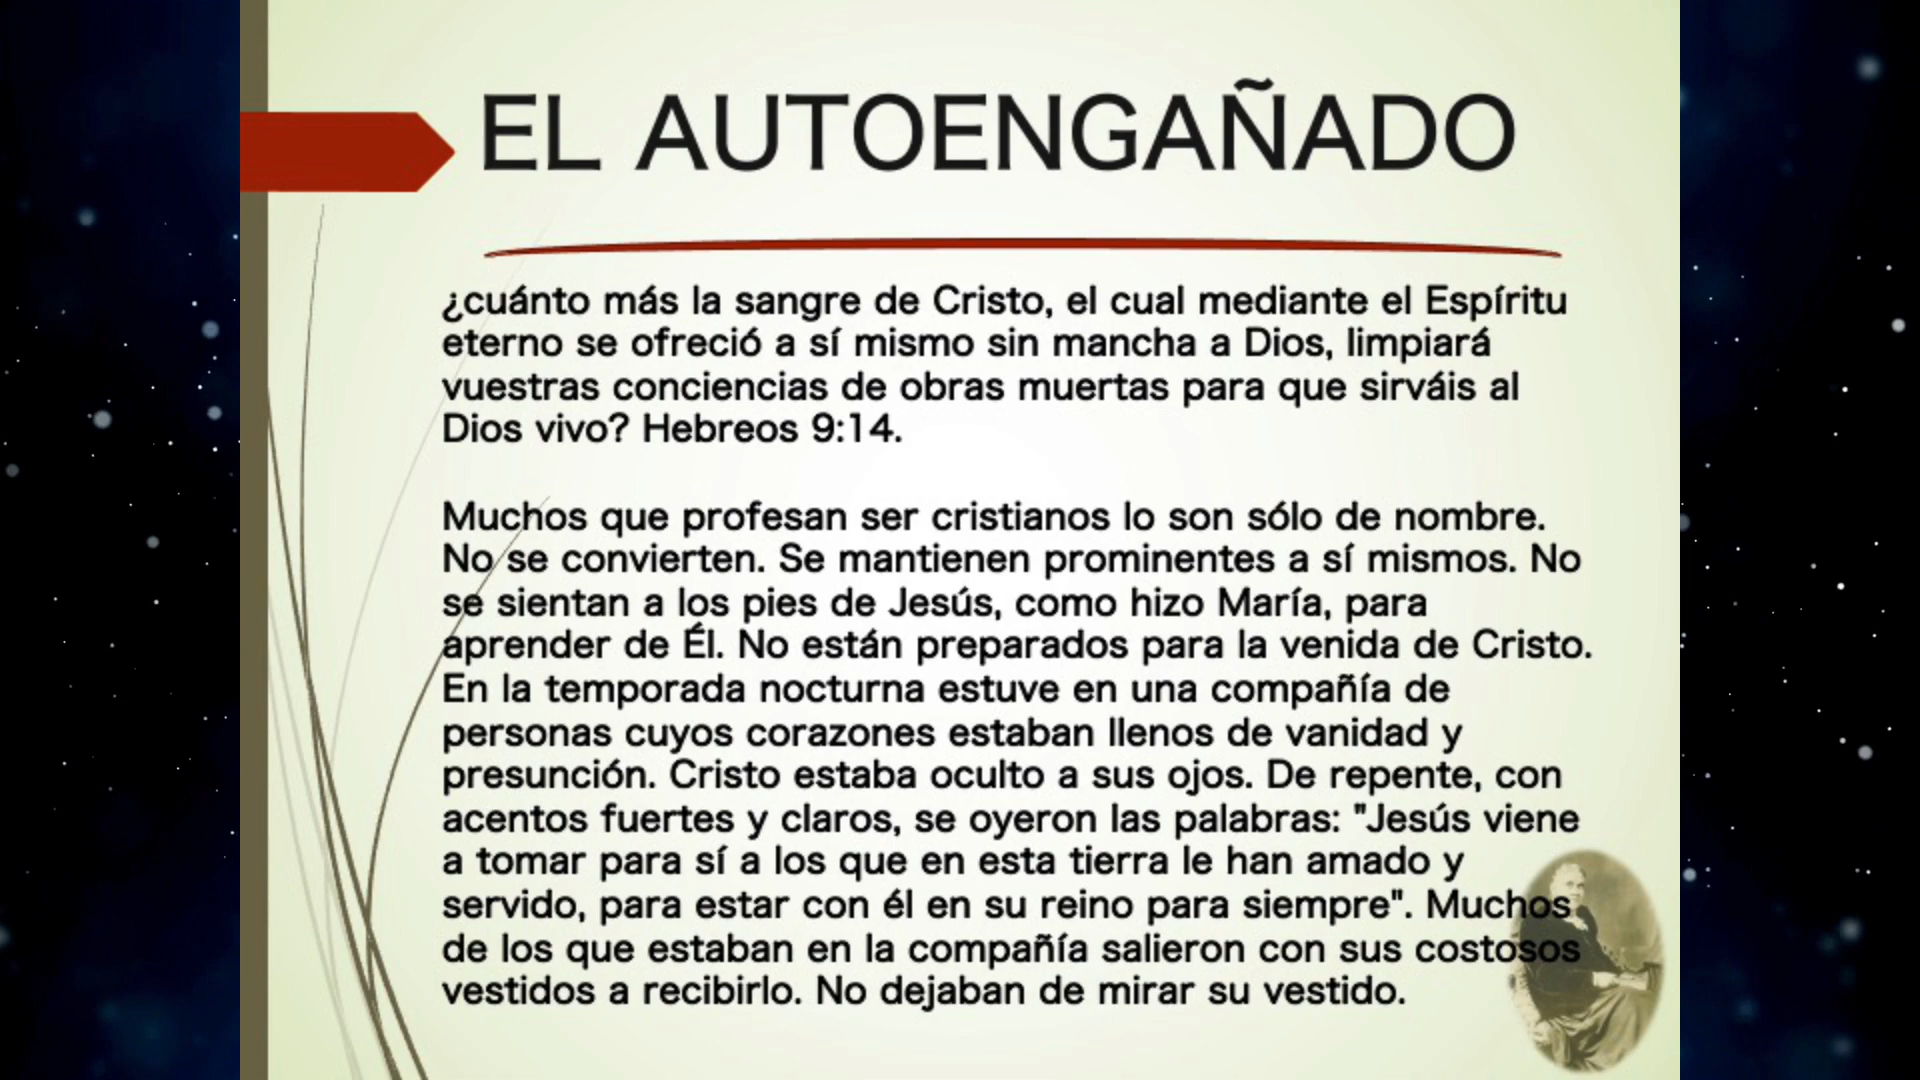 EL AUTOENGAÑADO
¿cuánto más la sangre de Cristo, el cual mediante el Espíritu
eterno se ofreció a sí mismo sin mancha a Dios, limpiará
vuestras conciencias de obras muertas para que sirváis al
Dios vivo? Hebreos 9:14.
Muchos que profesan ser cristianos lo son sólo de nombre.
No se convierten. Se mantienen prominentes a sí mismos. No
se sientan a los pies de Jesús, como hizo María, para
aprender de Él. No están preparados para la venida de Cristo.
En la temporada nocturna estuve en una compañía de
personas cuyos corazones estaban llenos de vanidad y
presunción. Cristo estaba oculto a sus ojos. De repente, con
acentos fuertes y claros, se oyeron las palabras: "Jesús viene
a tomar para sí a los que en esta tierra le han amado y
servido, para estar con él en su reino para siempre". Muchos
de los que estaban en la compañía salieron con sus costosos
vestidos a recibirlo. No dejaban de mirar su vestido.